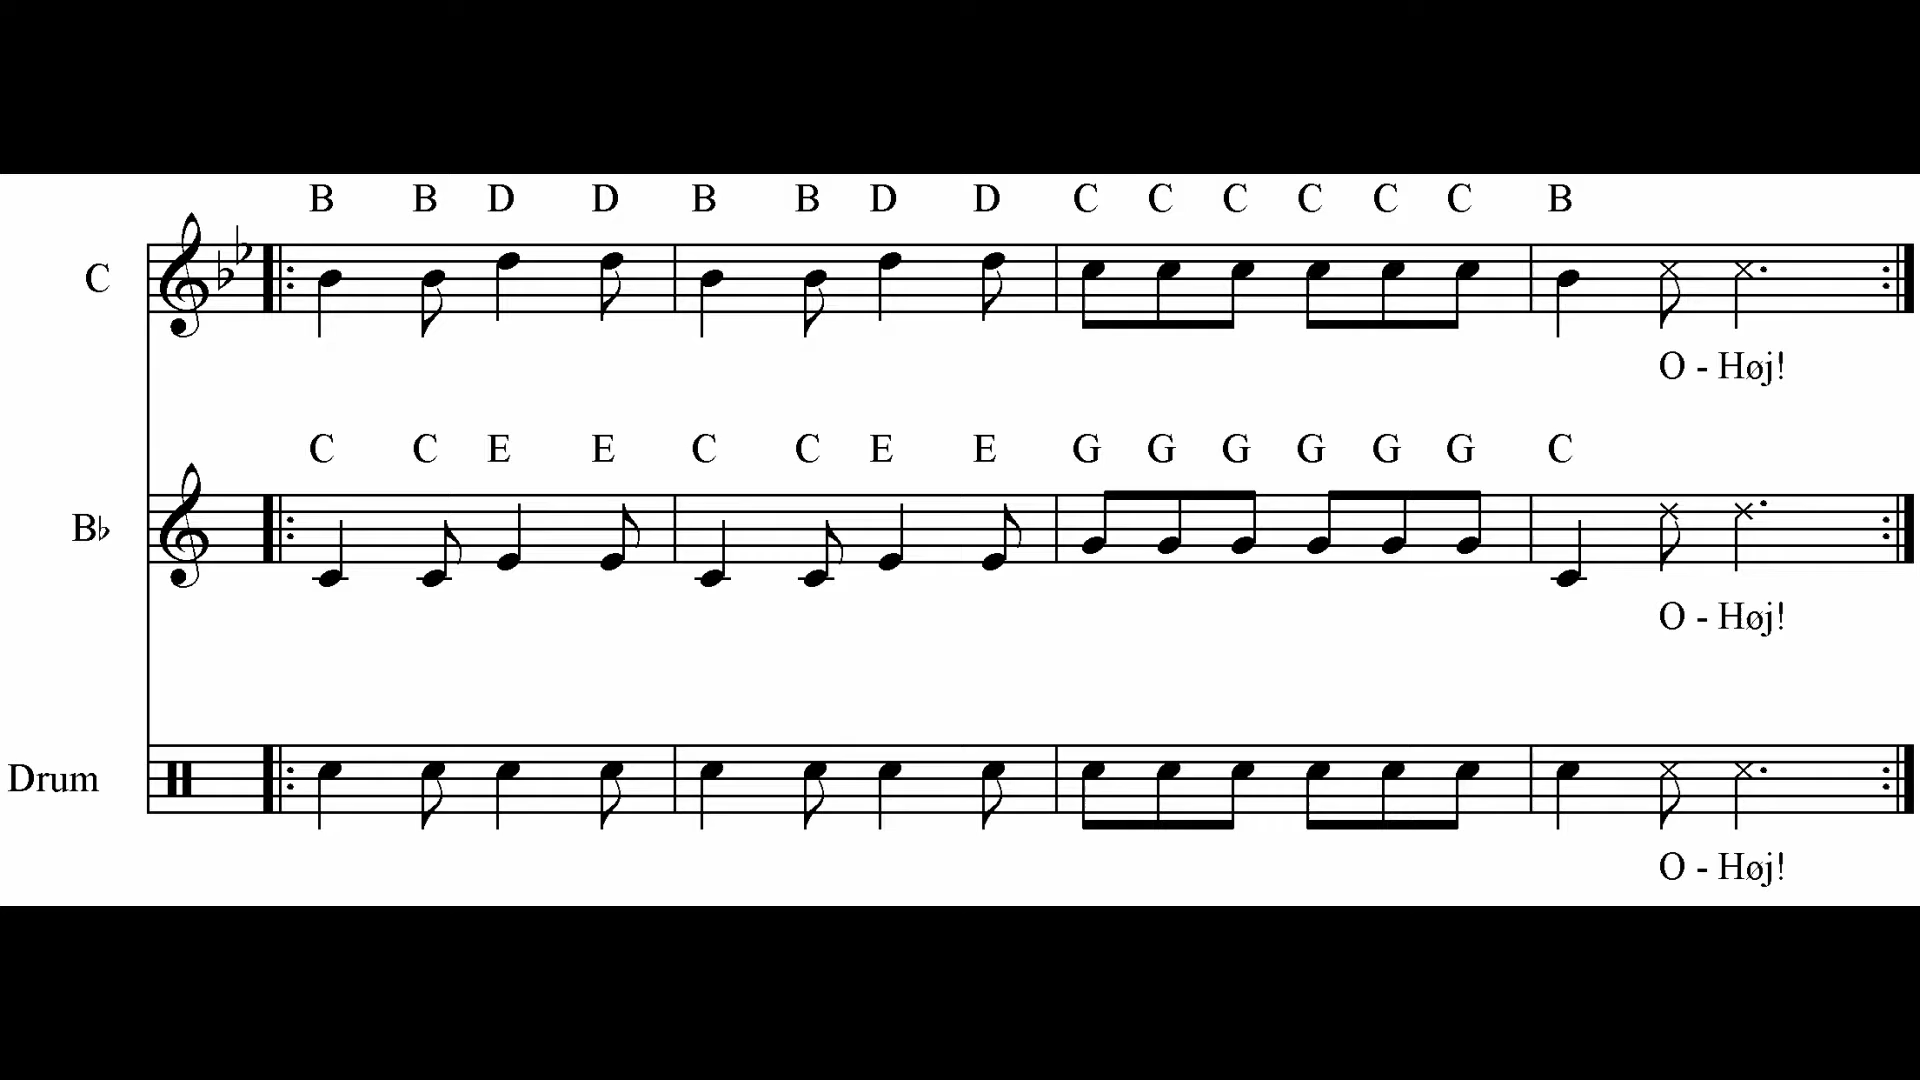 B B D D B B D D C C C C C C B
C
O - Høj!
C C E E C C E E G G G G G G C
B♭
O - Høj!
Drum
O - Høj!